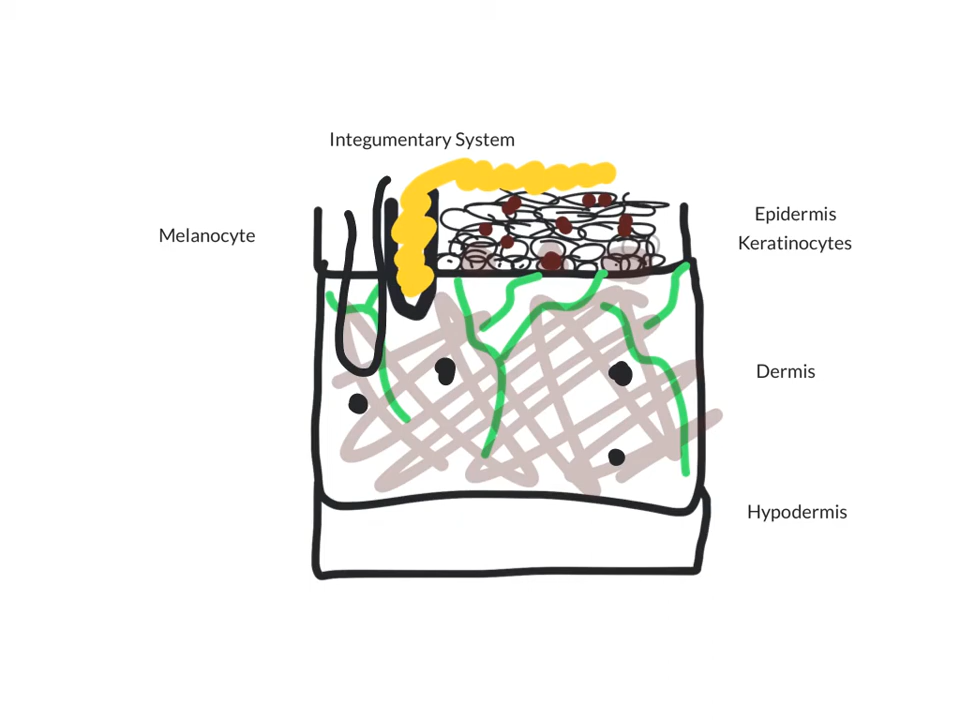 Integumentary System
Melanocyte
Epidermis
Keratinocytes
Dermis
Hypodermis